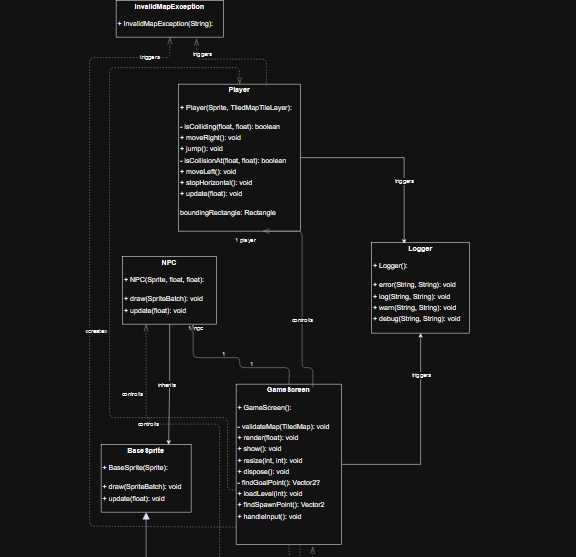 InvalidMapException
+ InvalidMapException(String):
triggers
triggers
Player
+ Player(Sprite, TiledMapTileLayer):
- isColliding(float, float): boolean
+ moveRight(): void
+ jump(): void
- isCollisionAt(float, float): boolean
+ moveLeft(): void
+ stopHorizontal(): void
+ update(float): void
boundingRectangle: Rectangle
triggers
1 player
Logger
+ Logger():
+ error(String, String): void
+ log(String, String): void
+ warn(String, String): void
+ debug(String, String): void
NPC
+ NPC(Sprite, float, float):
+ draw(SpriteBatch): void
+ update(float): void
controls
«create»
1 npc
1
1
triggers
inherits
controls
controls
GameScreen
+ GameScreen():
- validateMap(TiledMap): void
+ render(float): void
+ show(): void
+ resize(int, int): void
+ dispose(): void
- findGoalPoint(): Vector2?
+ loadLevel(int): void
+ findSpawnPoint(): Vector2
+ handleInput(): void
BaseSprite
+ BaseSprite(Sprite):
+ draw(SpriteBatch): void
+ update(float): void